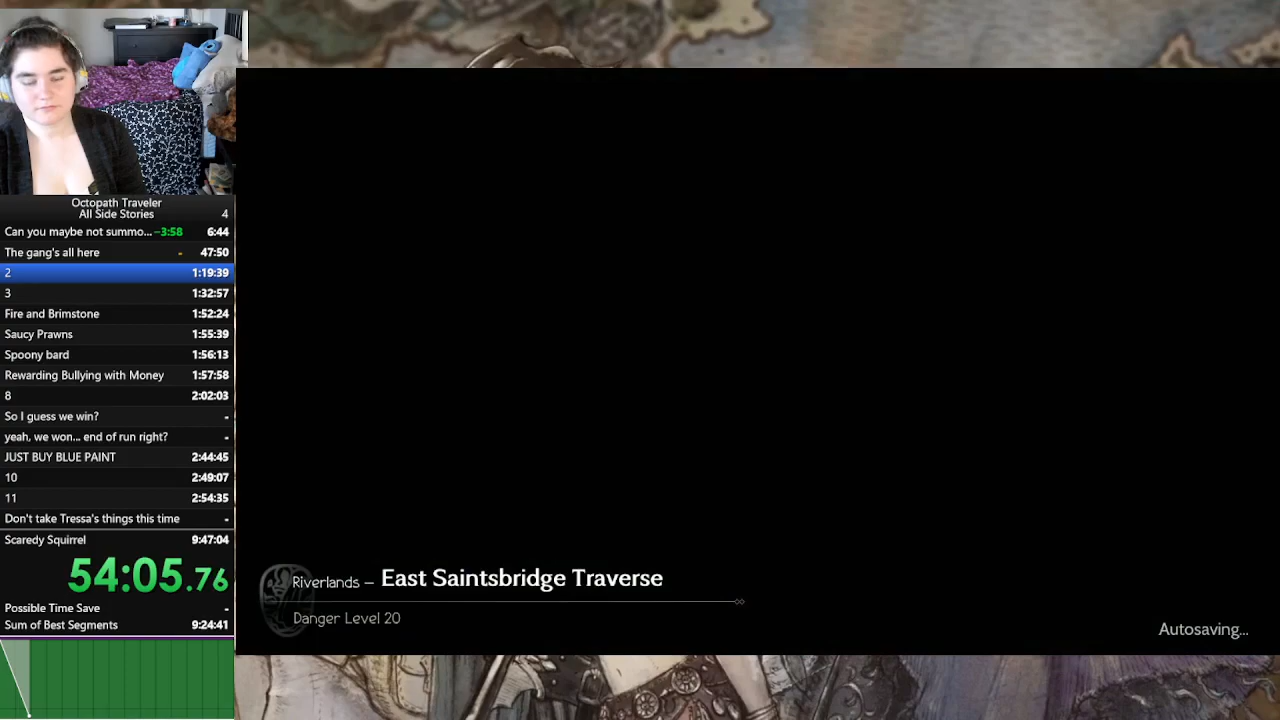 Octopath Traveler
All Side Stories 4
Can you maybe not summo... −3:58 6:44
The gang's all here - 47:50
2 1:19:39
3 1:32:57
Fire and Brimstone 1:52:24
Saucy Prawns 1:55:39
Spoony bard 1:56:13
Rewarding Bullying with Money 1:57:58
8 2:02:03
So I guess we win? -
yeah, we won... end of run right? -
JUST BUY BLUE PAINT 2:44:45
10 2:49:07
11 2:54:35
Don't take Tressa's things this time -
Scaredy Squirrel 9:47:04
54:05.76
Possible Time Save -
Sum of Best Segments 9:24:41
Riverlands – East Saintsbridge Traverse
Danger Level 20
Autosaving...